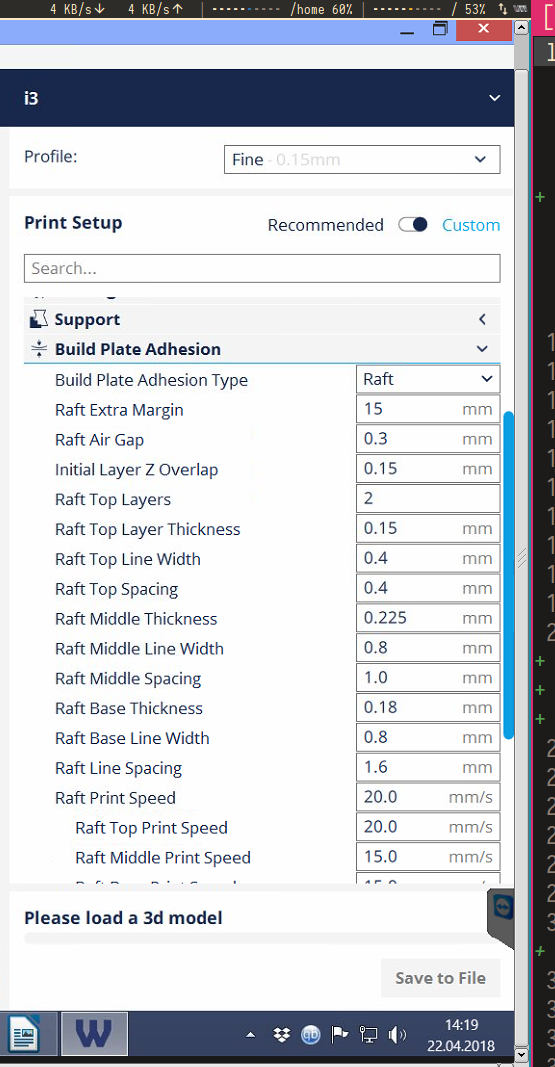 4 KB/s↓ 4 KB/s↑ | ---------- /home 60% | ---------- / 53%
[
1
i3
Profile: Fine - 0.15mm
+
Print Setup Recommended Custom
Search...
Support
Build Plate Adhesion
Build Plate Adhesion Type Raft
Raft Extra Margin 15 mm
Raft Air Gap 0.3 mm
Initial Layer Z Overlap 0.15 mm
Raft Top Layers 2
Raft Top Layer Thickness 0.15 mm
Raft Top Line Width 0.4 mm
Raft Top Spacing 0.4 mm
Raft Middle Thickness 0.225 mm
Raft Middle Line Width 0.8 mm
Raft Middle Spacing 1.0 mm
Raft Base Thickness 0.18 mm
Raft Base Line Width 0.8 mm
Raft Line Spacing 1.6 mm
Raft Print Speed 20.0 mm/s
Raft Top Print Speed 20.0 mm/s
Raft Middle Print Speed 15.0 mm/s
Please load a 3d model
Save to File
W
14:19
22.04.2018